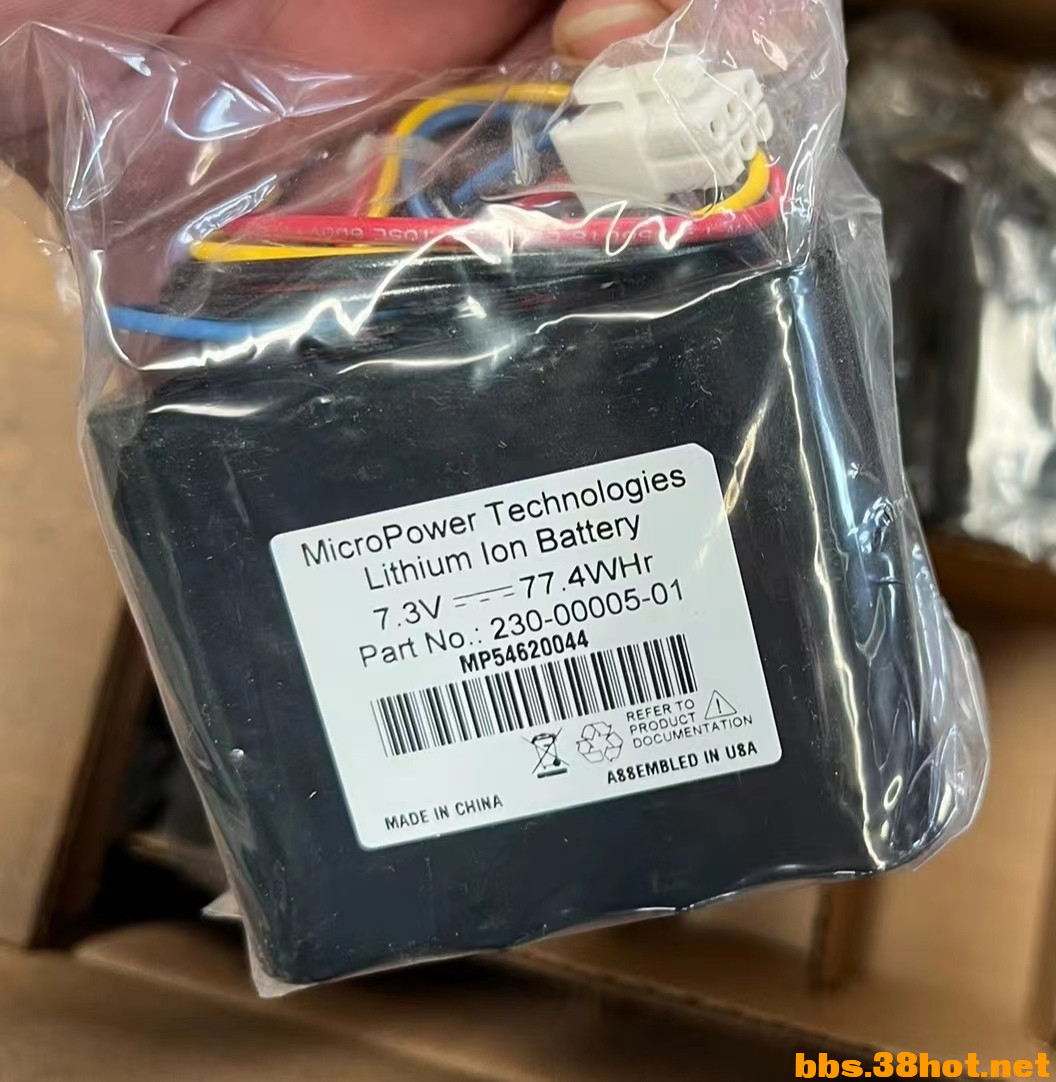 MicroPower Technologies
Lithium Ion Battery
7.3V 77.4WHr
Part No.: 230-00005-01
MP54620044
REFER TO
PRODUCT
DOCUMENTATION
ASSEMBLED IN USA
MADE IN CHINA
bbs.38hot.net